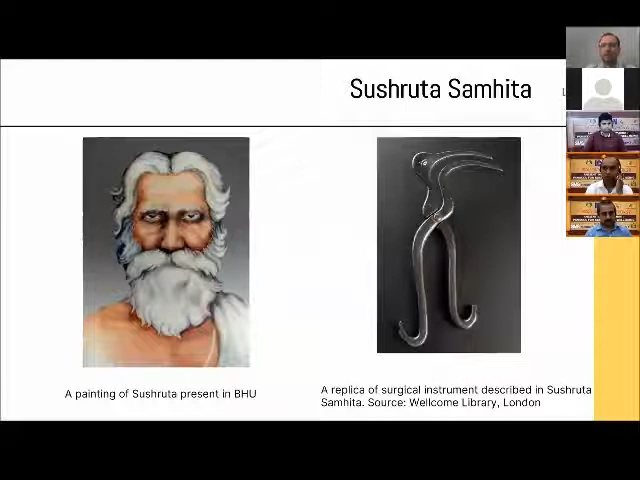 Sushruta Samhita
A painting of Sushruta present in BHU
A replica of surgical instrument described in Sushruta
Samhita. Source: Wellcome Library, London